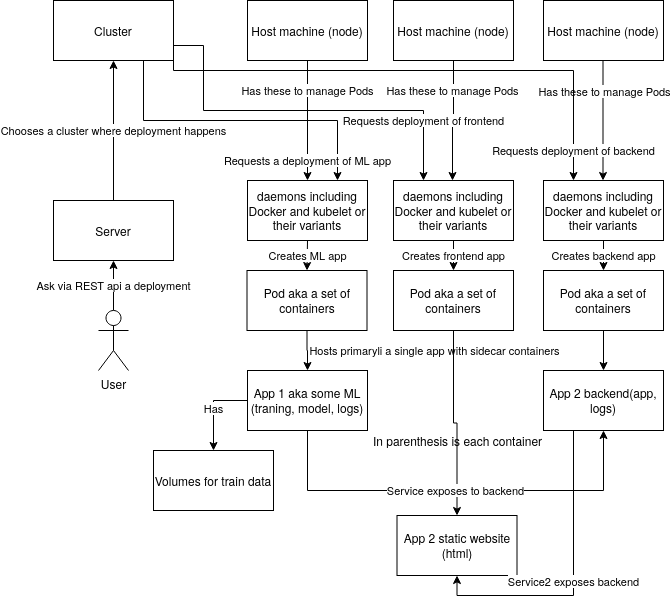 Cluster
Host machine (node)
Host machine (node)
Host machine (node)
Has these to manage Pods
Has these to manage Pods
Has these to manage Pods
Chooses a cluster where deployment happens
Requests deployment of frontend
Requests a deployment of ML app
Requests deployment of backend
daemons including
Docker and kubelet or
their variants
daemons including
Docker and kubelet or
their variants
daemons including
Docker and kubelet or
their variants
Server
Creates ML app
Creates frontend app
Creates backend app
Ask via REST api a deployment
Pod aka a set of
containers
Pod aka a set of
containers
Pod aka a set of
containers
User
Hosts primaryli a single app with sidecar containers
App 1 aka some ML
(traning, model, logs)
App 2 backend(app,
logs)
Has
In parenthesis is each container
Volumes for train data
Service exposes to backend
App 2 static website
(html)
Service2 exposes backend